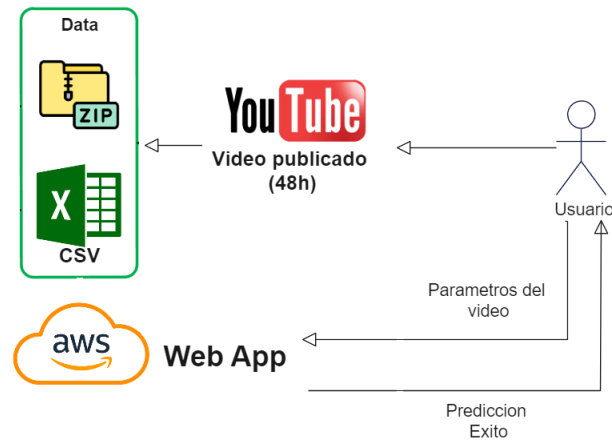 Data
ZIP
X
CSV
YouTube
Video publicado
(48h)
Usuario
Parametros del
video
aws
Web App
Prediccion
Exito